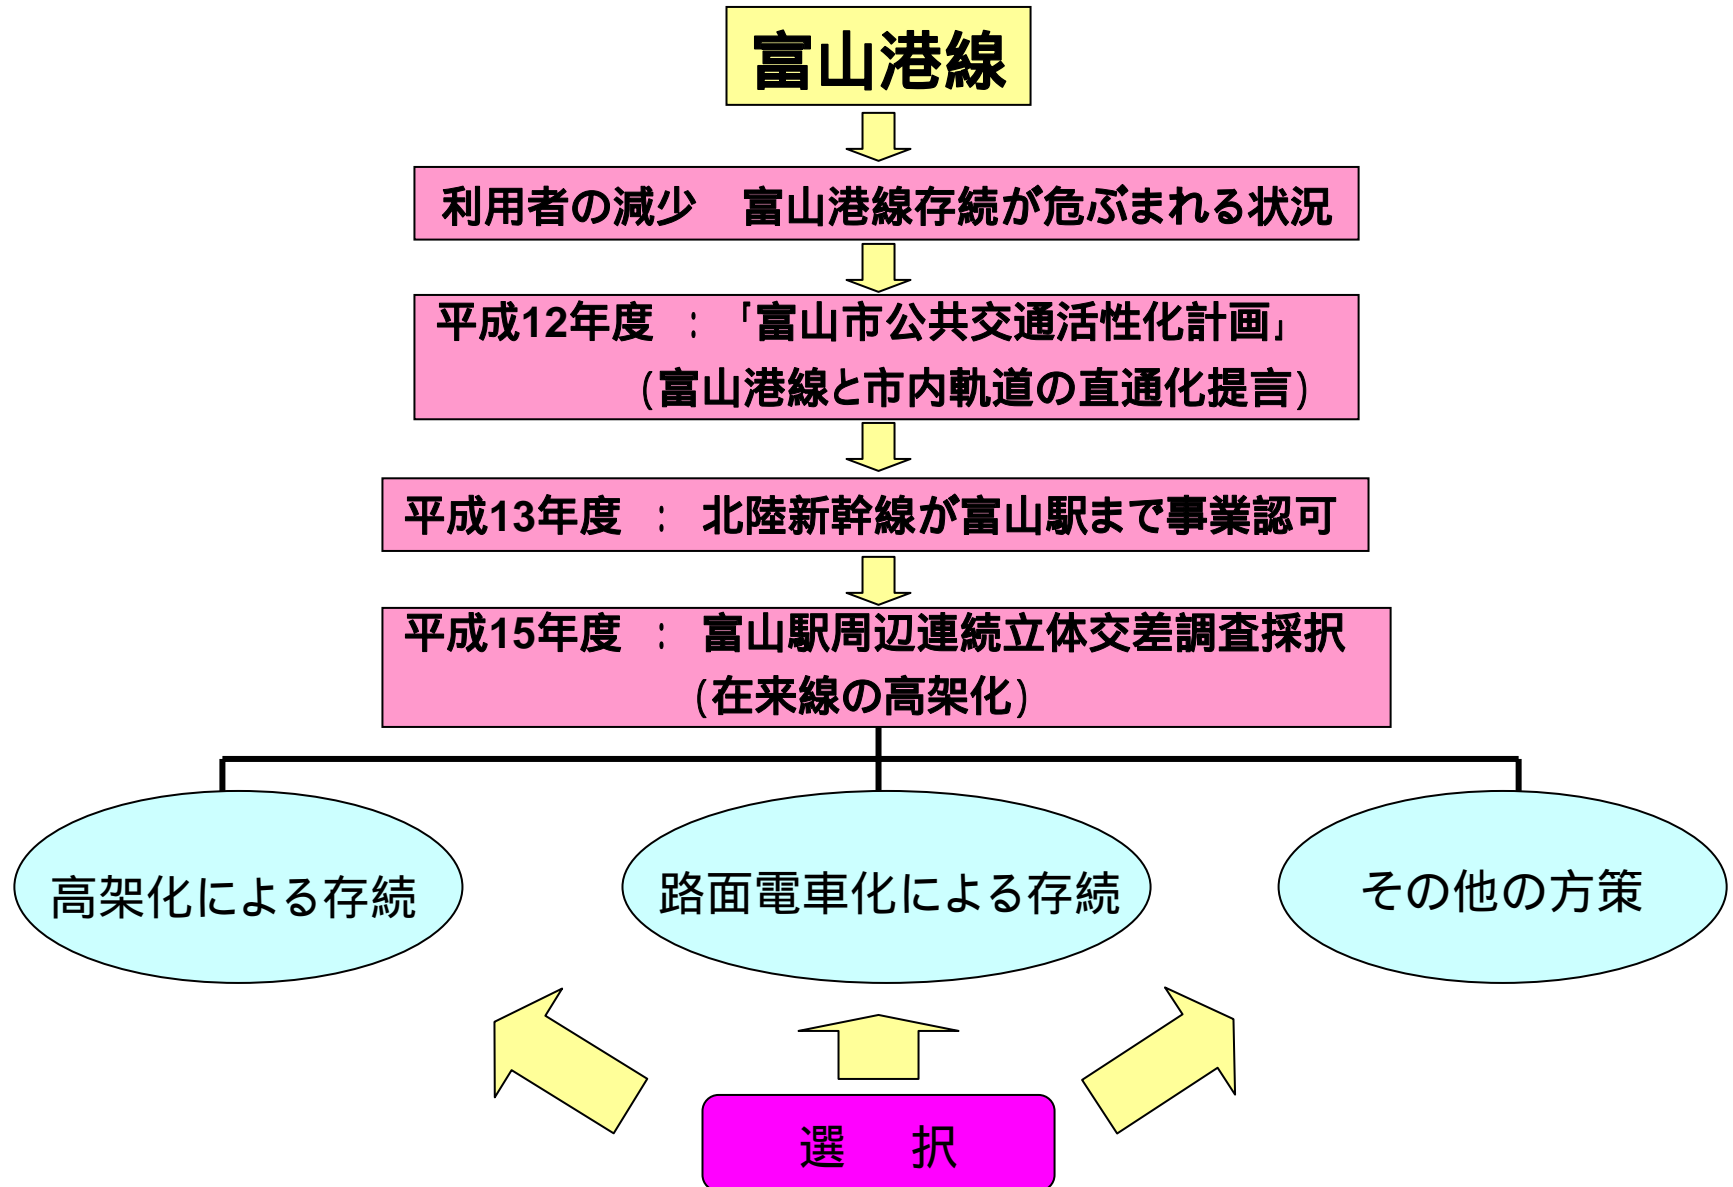 富山港線
利用者の減少　富山港線存続が危ぶまれる状況
平成12年度　：　「富山市公共交通活性化計画」
（富山港線と市内軌道の直通化提言）
平成13年度　：　北陸新幹線が富山駅まで事業認可
平成15年度　：　富山駅周辺連続立体交差調査採択
（在来線の高架化）
高架化による存続
路面電車化による存続
その他の方策
選　択